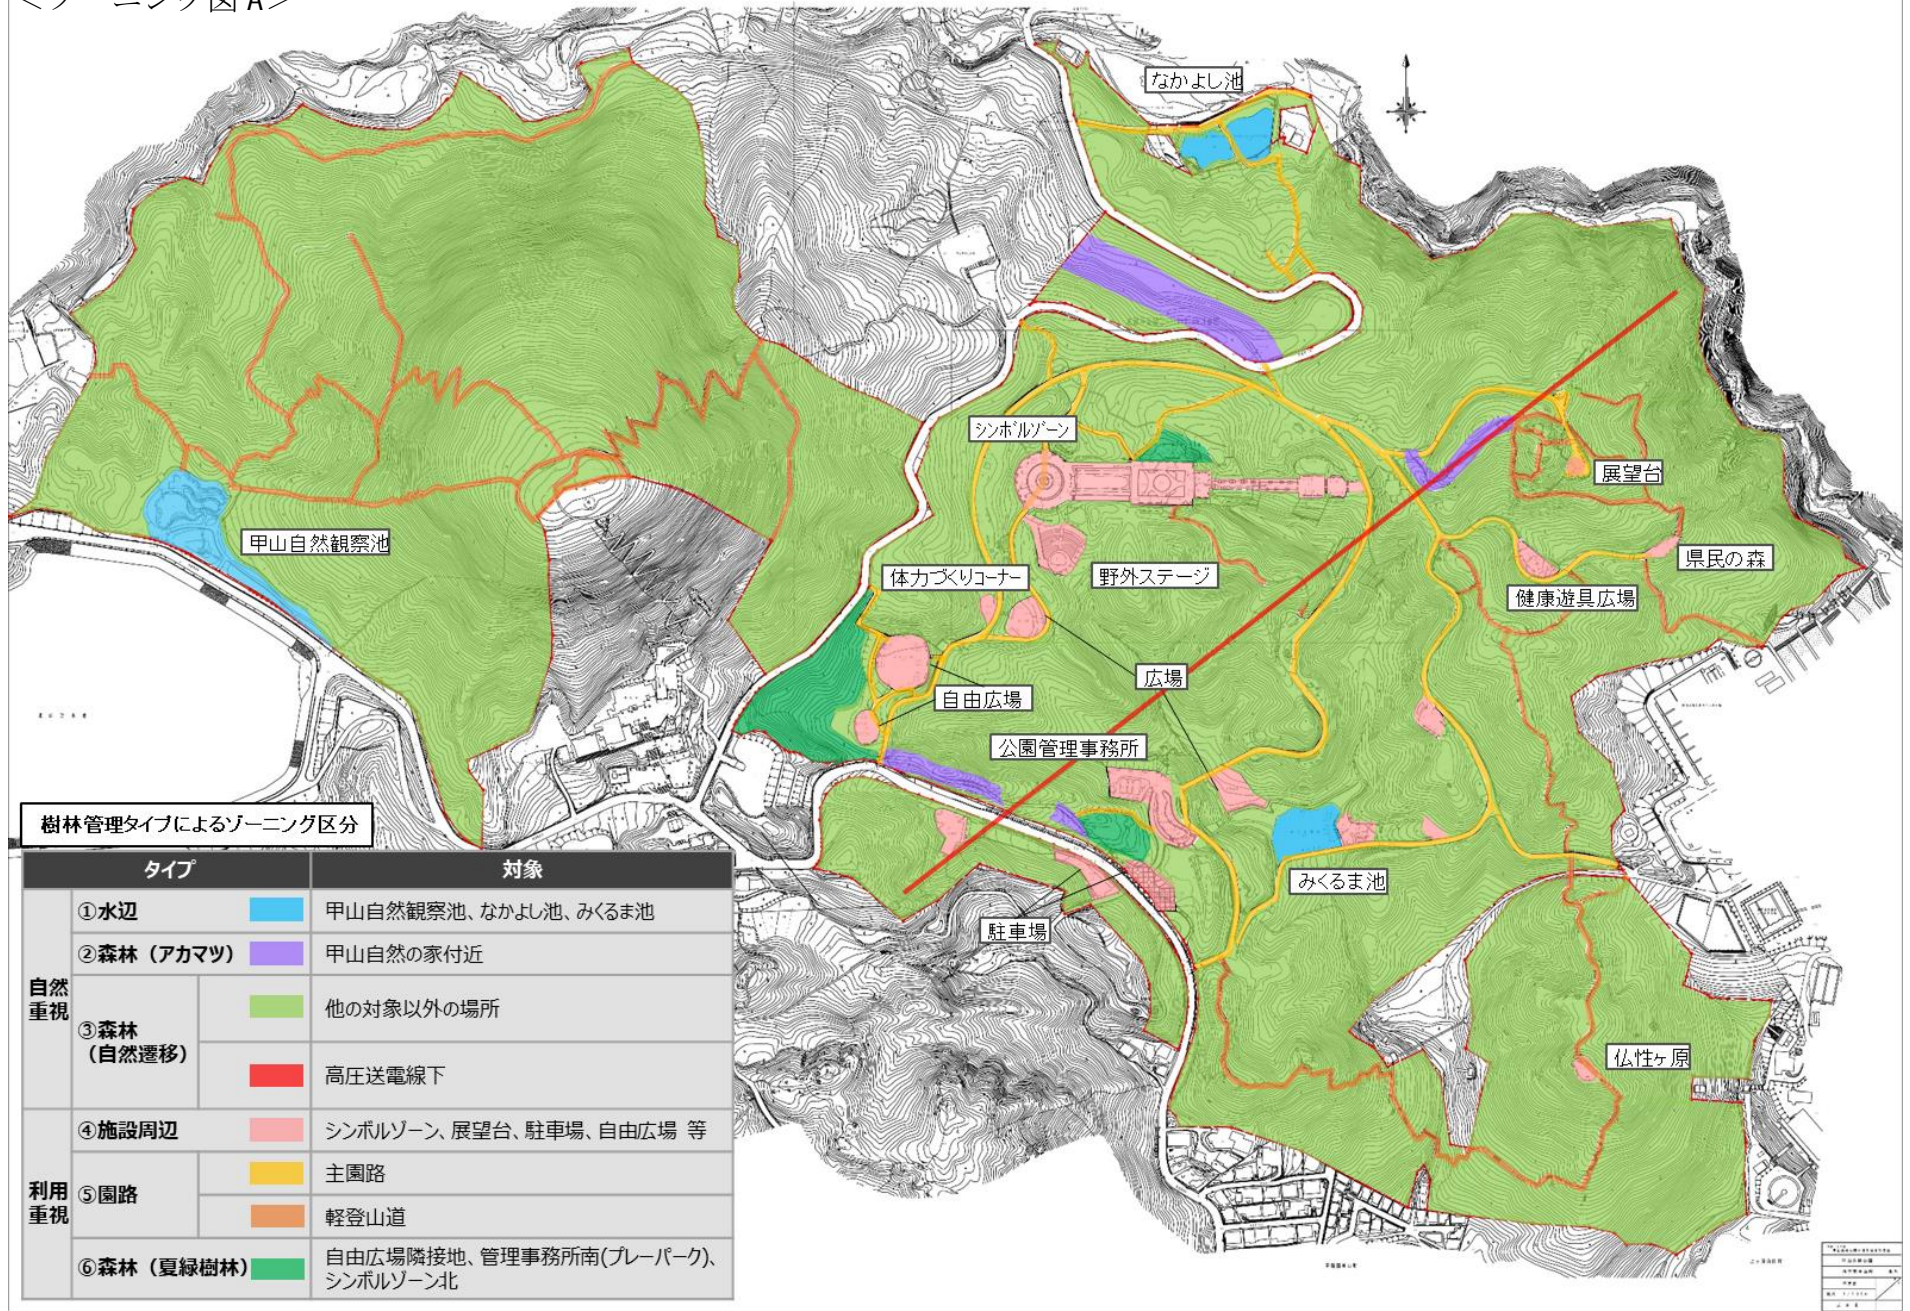 <ゾーニング図A>
なかよし池
シンボルゾーン
展望台
甲山自然観察池
県民の森
体力づくりコーナー
野外ステージ
健康遊具広場
広場
自由広場
公園管理事務所
みくるま池
駐車場
仏性ヶ原
樹林管理タイプによるゾーニング区分
タイプ 対象
自然重視
①水辺 甲山自然観察池、なかよし池、みくるま池
②森林（アカマツ） 甲山自然の家付近
③森林（自然遷移） 他の対象以外の場所
高圧送電線下
利用重視
④施設周辺 シンボルゾーン、展望台、駐車場、自由広場 等
⑤園路 主園路
軽登山道
⑥森林（夏緑樹林） 自由広場隣接地、管理事務所南(プレーパーク)、
シンボルゾーン北